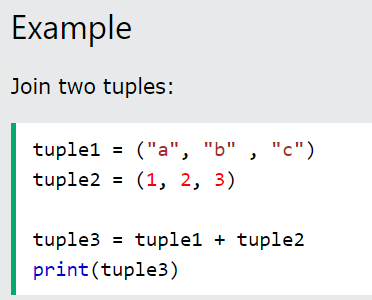 Example
Join two tuples:
tuple1 = ("a", "b" , "c")
tuple2 = (1, 2, 3)
tuple3 = tuple1 + tuple2
print(tuple3)